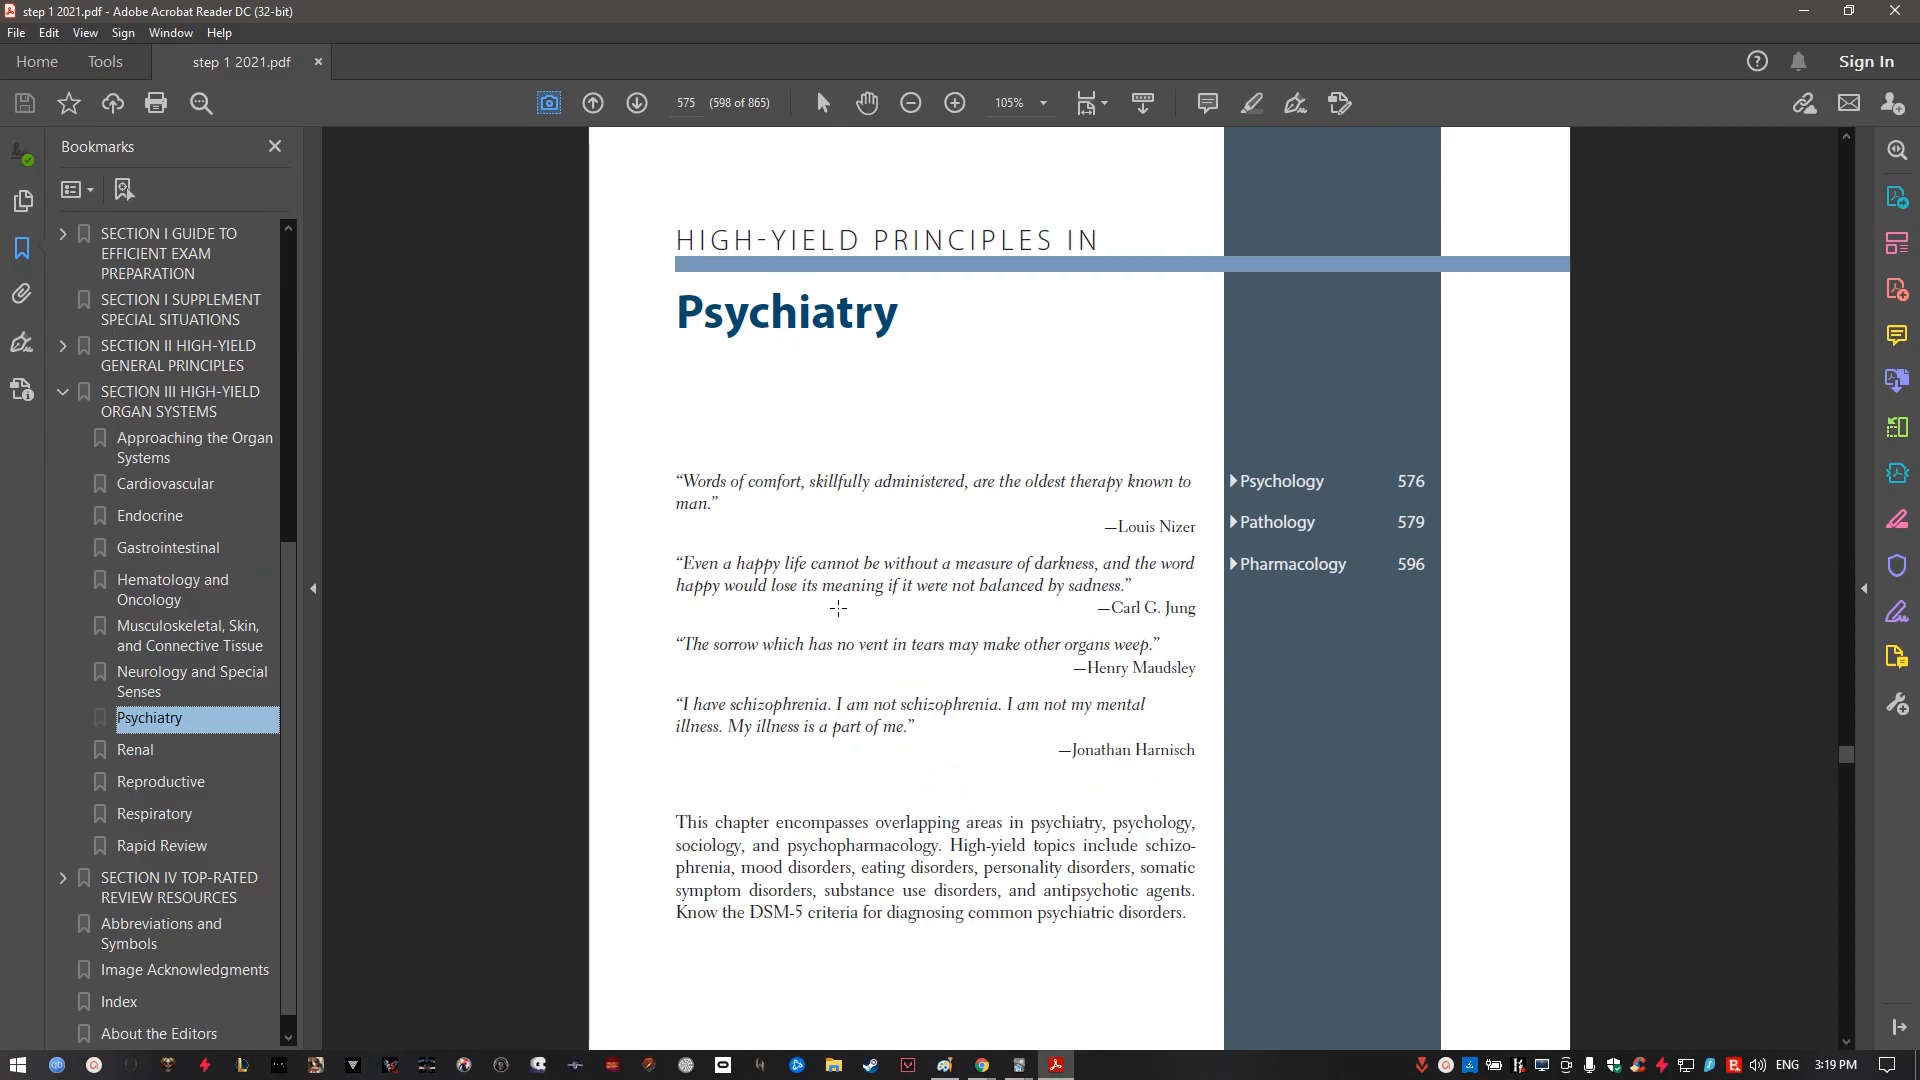 step 1 2021.pdf - Adobe Acrobat Reader DC (32-bit)
File Edit View Sign Window Help
Home Tools step 1 2021.pdf Sign In
575 (598 of 865) 105%
Bookmarks
SECTION I GUIDE TO
EFFICIENT EXAM
PREPARATION
SECTION I SUPPLEMENT
SPECIAL SITUATIONS
SECTION II HIGH-YIELD
GENERAL PRINCIPLES
SECTION III HIGH-YIELD
ORGAN SYSTEMS
Approaching the Organ
Systems
Cardiovascular
Endocrine
Gastrointestinal
Hematology and
Oncology
Musculoskeletal, Skin,
and Connective Tissue
Neurology and Special
Senses
Psychiatry
Renal
Reproductive
Respiratory
Rapid Review
SECTION IV TOP-RATED
REVIEW RESOURCES
Abbreviations and
Symbols
Image Acknowledgments
Index
About the Editors
HIGH-YIELD PRINCIPLES IN
Psychiatry
“Words of comfort, skillfully administered, are the oldest therapy known to
man.”
—Louis Nizer
“Even a happy life cannot be without a measure of darkness, and the word
happy would lose its meaning if it were not balanced by sadness.”
—Carl G. Jung
“The sorrow which has no vent in tears may make other organs weep.”
—Henry Maudsley
“I have schizophrenia. I am not schizophrenia. I am not my mental
illness. My illness is a part of me.”
—Jonathan Harnisch
This chapter encompasses overlapping areas in psychiatry, psychology,
sociology, and psychopharmacology. High-yield topics include schizo-
phrenia, mood disorders, eating disorders, personality disorders, somatic
symptom disorders, substance use disorders, and antipsychotic agents.
Know the DSM-5 criteria for diagnosing common psychiatric disorders.
Psychology 576
Pathology 579
Pharmacology 596
ENG 3:19 PM